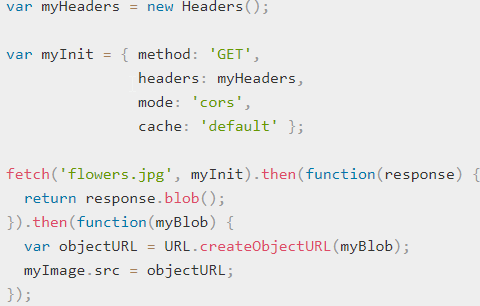 var myHeaders = new Headers();

var myInit = { method: 'GET',
               headers: myHeaders,
               mode: 'cors',
               cache: 'default' };

fetch('flowers.jpg', myInit).then(function(response) {
  return response.blob();
}).then(function(myBlob) {
  var objectURL = URL.createObjectURL(myBlob);
  myImage.src = objectURL;
});